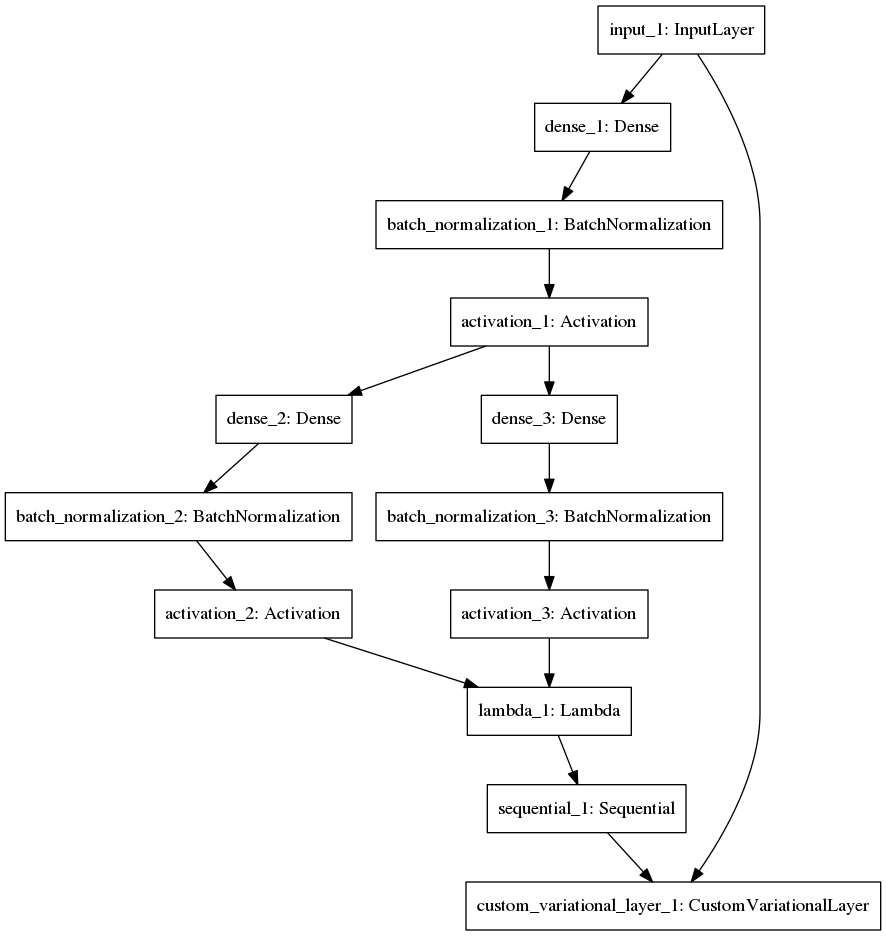 input_1: InputLayer
dense_1: Dense
batch_normalization_1: BatchNormalization
activation_1: Activation
dense_2: Dense
dense_3: Dense
batch_normalization_2: BatchNormalization
batch_normalization_3: BatchNormalization
activation_2: Activation
activation_3: Activation
lambda_1: Lambda
sequential_1: Sequential
custom_variational_layer_1: CustomVariationalLayer